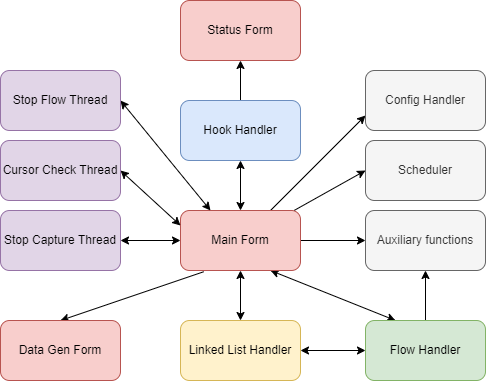 Status Form
Stop Flow Thread
Config Handler
Hook Handler
Cursor Check Thread
Scheduler
Stop Capture Thread
Main Form
Auxiliary functions
Data Gen Form
Linked List Handler
Flow Handler